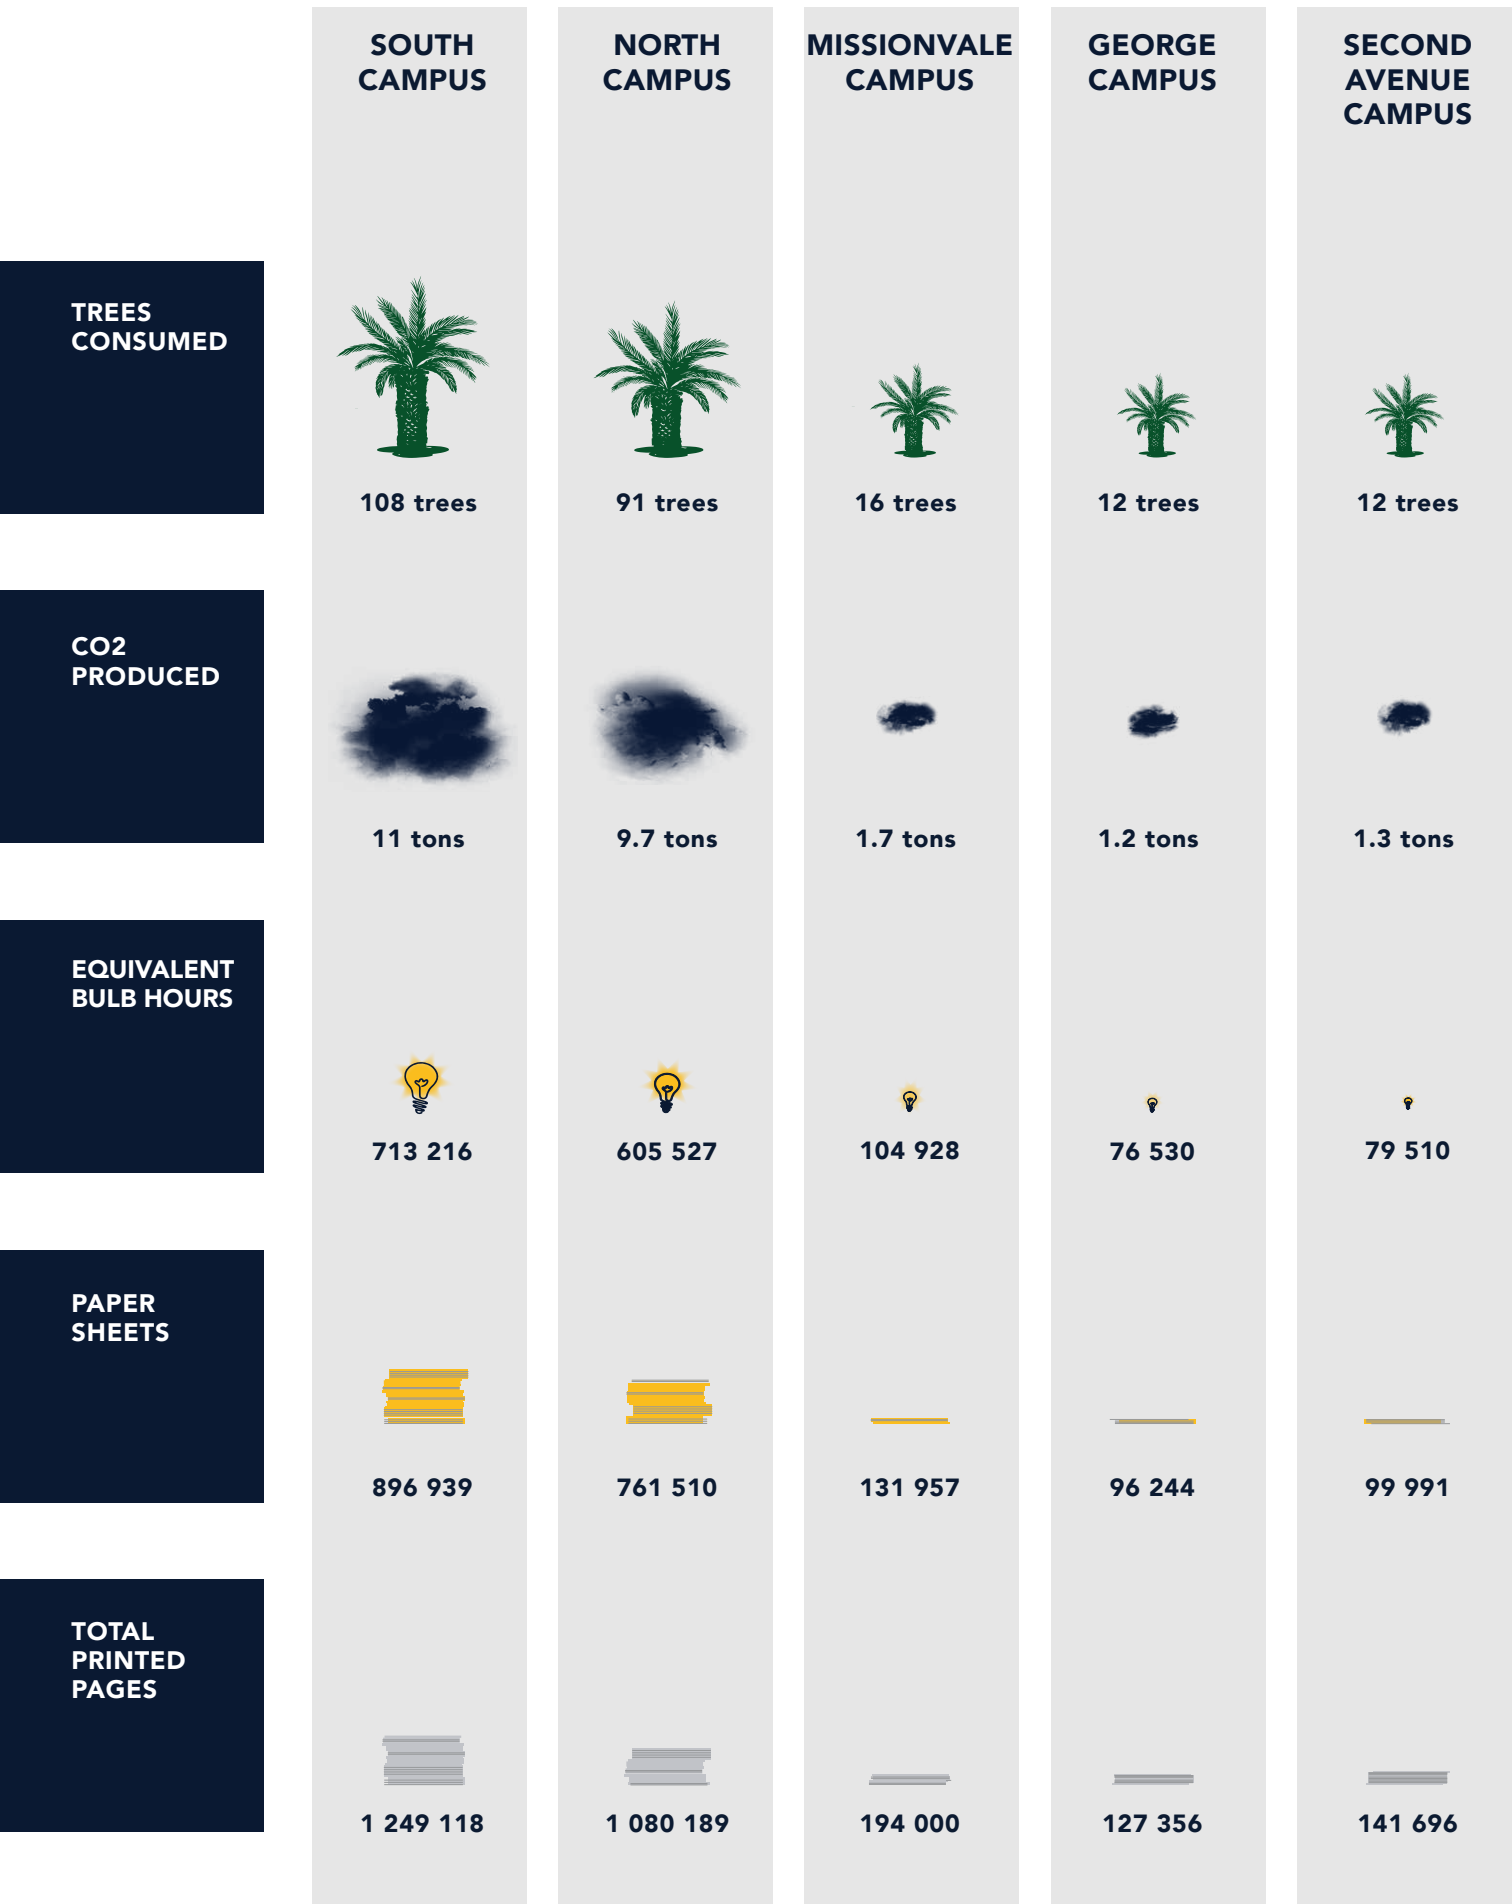 SOUTH
CAMPUS
NORTH
CAMPUS
MISSIONVALE
CAMPUS
GEORGE
CAMPUS
SECOND
AVENUE
CAMPUS
TREES
CONSUMED
108 trees
91 trees
16 trees
12 trees
12 trees
CO2
PRODUCED
11 tons
9.7 tons
1.7 tons
1.2 tons
1.3 tons
EQUIVALENT
BULB HOURS
713 216
605 527
104 928
76 530
79 510
PAPER
SHEETS
896 939
761 510
131 957
96 244
99 991
TOTAL
PRINTED
PAGES
1 249 118
1 080 189
194 000
127 356
141 696